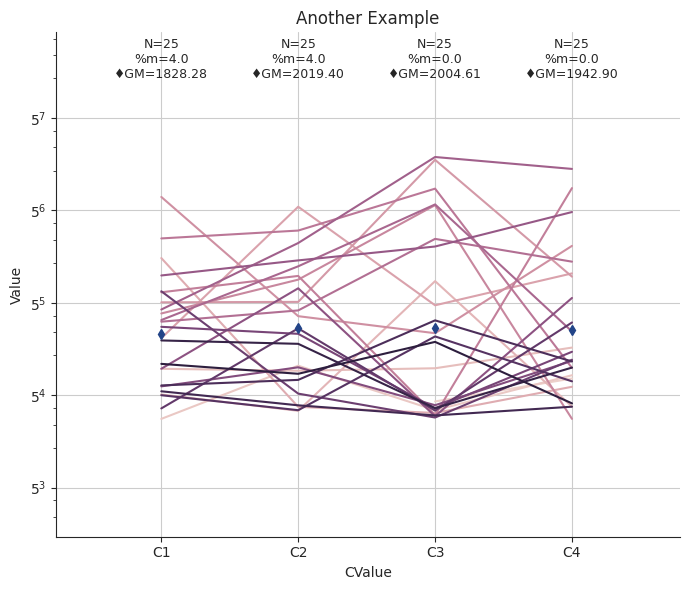 Another Example
N=25 N=25 N=25 N=25
%m=4.0 %m=4.0 %m=0.0 %m=0.0
♦GM=1828.28 ♦GM=2019.40 ♦GM=2004.61 ♦GM=1942.90
5⁷
5⁶
5⁵
5⁴
5³
Value
C1 C2 C3 C4
CValue